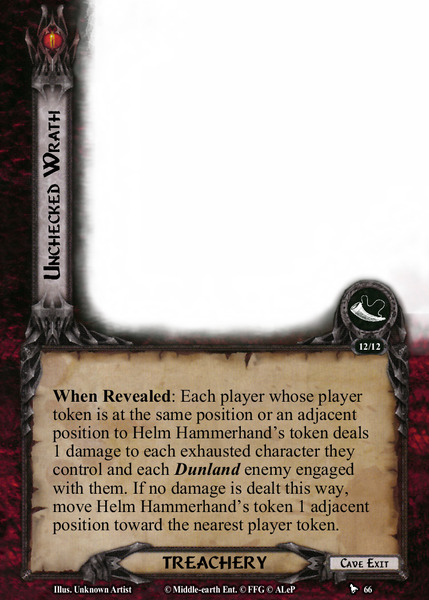 Unchecked Wrath
12/12
When Revealed: Each player whose player
token is at the same position or an adjacent
position to Helm Hammerhand's token deals
1 damage to each exhausted character they
control and each Dunland enemy engaged
with them. If no damage is dealt this way,
move Helm Hammerhand's token 1 adjacent
position toward the nearest player token.
TREACHERY
Cave Exit
Illus. Unknown Artist
© Middle-earth Ent. © FFG © ALeP
66